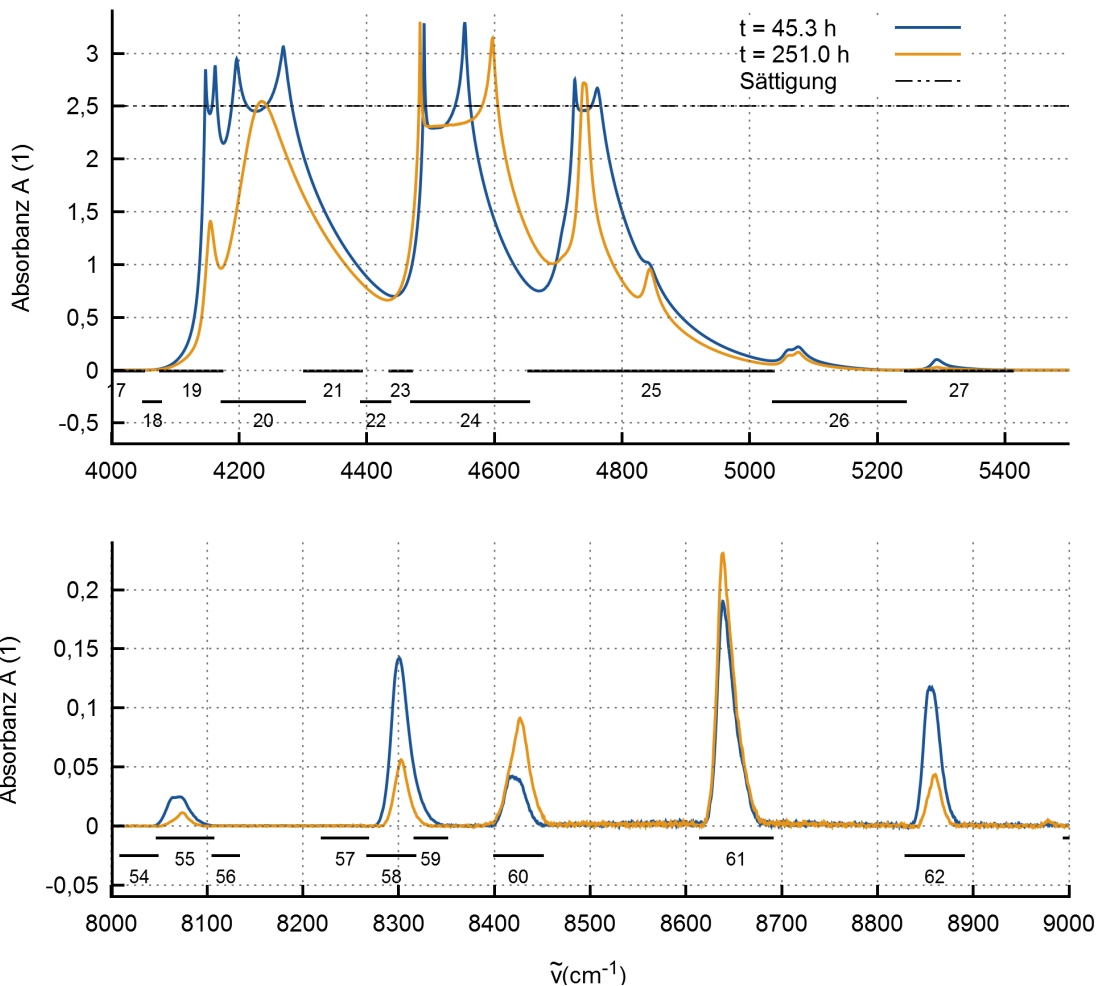 t = 45.3 h
t = 251.0 h
Sättigung
Absorbanz A (1)
3
2,5
2
1,5
1
0,5
0
-0,5
17 19 21 23 25 27
18 20 22 24 26
4000 4200 4400 4600 4800 5000 5200 5400
Absorbanz A (1)
0,2
0,15
0,1
0,05
0
-0,05
55 57 59 61
54 56 58 60 62
8000 8100 8200 8300 8400 8500 8600 8700 8800 8900 9000
ṽ(cm⁻¹)